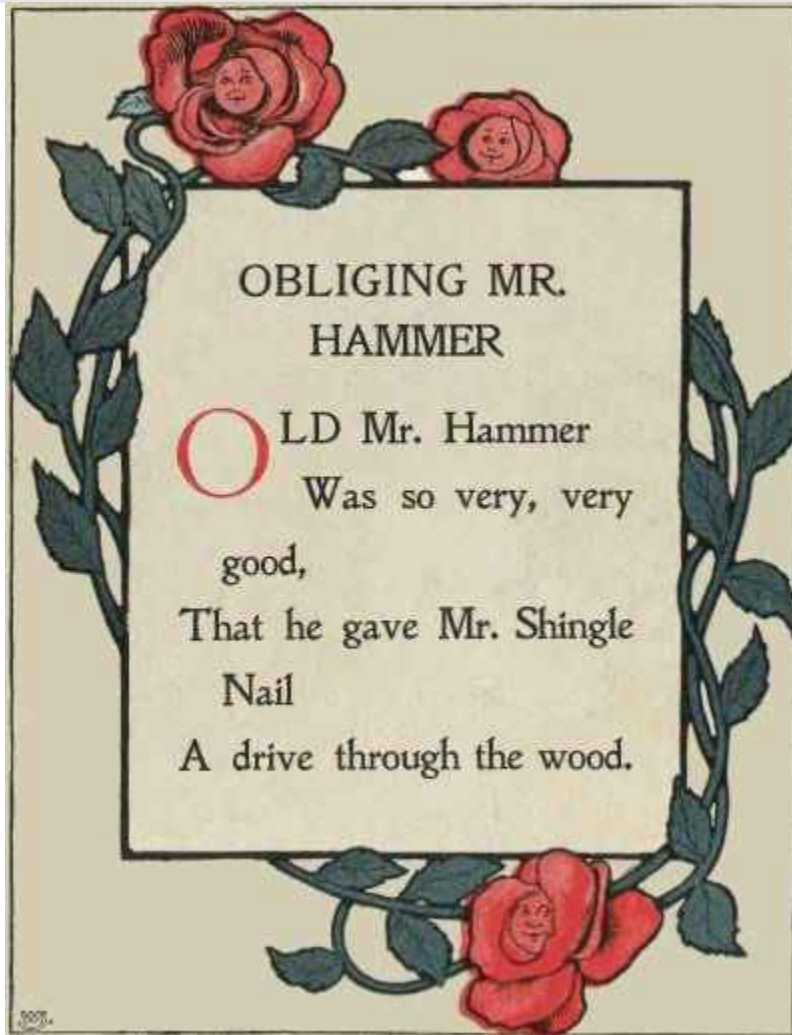 OBLIGING MR.
HAMMER
OLD Mr. Hammer
Was so very, very
good,
That he gave Mr. Shingle
Nail
A drive through the wood.